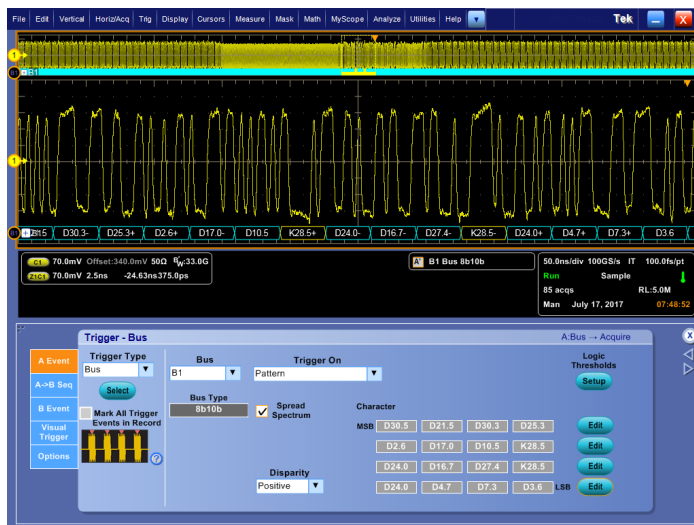 File Edit Vertical Horiz/Acq Trig Display Cursors Measure Mask Math MyScope Analyze Utilities Help Tek X
1
B1 B1
1
B1 D30.3- D25.3+ D2.6+ D17.0- D10.5 K28.5+ D24.0- D16.7- D27.4- K28.5- D24.0+ D4.7+ D7.3+ D3.6
C1 70.0mV Offset:340.0mV 50Ω BW:33.0G
Z1C1 70.0mV 2.5ns -24.63ns375.0ps
A' B1 Bus 8b10b
50.0ns/div 100GS/s IT 100.0fs/pt
Run Sample
85 acqs RL:5.0M
Man July 17, 2017 07:48:52
Trigger - Bus A:Bus → Acquire X
A Event
A->B Seq
B Event
Visual
Trigger
Options
Trigger Type
Bus
Select
Mark All Trigger
Events in Record
?
Bus
B1
Bus Type
8b10b
Trigger On
Pattern
Spread
Spectrum
Disparity
Positive
Character
MSB D30.5 D21.5 D30.3 D25.3 Edit
D2.6 D17.0 D10.5 K28.5 Edit
D24.0 D16.7 D27.4 K28.5 Edit
D24.0 D4.7 D7.3 D3.6 LSB Edit
Logic
Thresholds
Setup